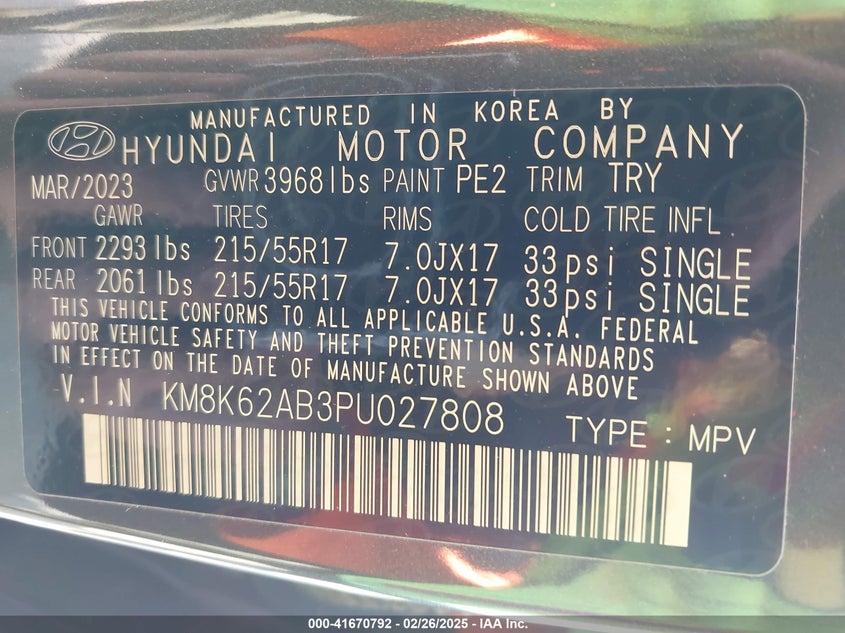 MANUFACTURED IN KOREA BY
HYUNDAI MOTOR COMPANY
MAR/2023 GVWR 3968 lbs PAINT PE2 TRIM TRY
GAWR TIRES RIMS COLD TIRE INFL.
FRONT 2293 lbs 215/55R17 7.0JX17 33psi SINGLE
REAR 2061 lbs 215/55R17 7.0JX17 33psi SINGLE
THIS VEHICLE CONFORMS TO ALL APPLICABLE U.S.A. FEDERAL
MOTOR VEHICLE SAFETY AND THEFT PREVENTION STANDARDS
IN EFFECT ON THE DATE OF MANUFACTURE SHOWN ABOVE
V.I.N KM8K62AB3PU027808 TYPE : MPV
000-41670792 - 02/26/2025 - IAA Inc.